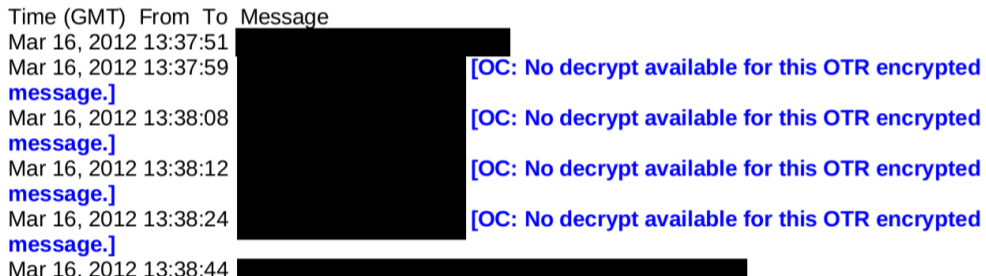 Time (GMT) From To Message
Mar 16, 2012 13:37:51
Mar 16, 2012 13:37:59 [OC: No decrypt available for this OTR encrypted
message.]
Mar 16, 2012 13:38:08 [OC: No decrypt available for this OTR encrypted
message.]
Mar 16, 2012 13:38:12 [OC: No decrypt available for this OTR encrypted
message.]
Mar 16, 2012 13:38:24 [OC: No decrypt available for this OTR encrypted
message.]
Mar 16, 2012 13:38:44